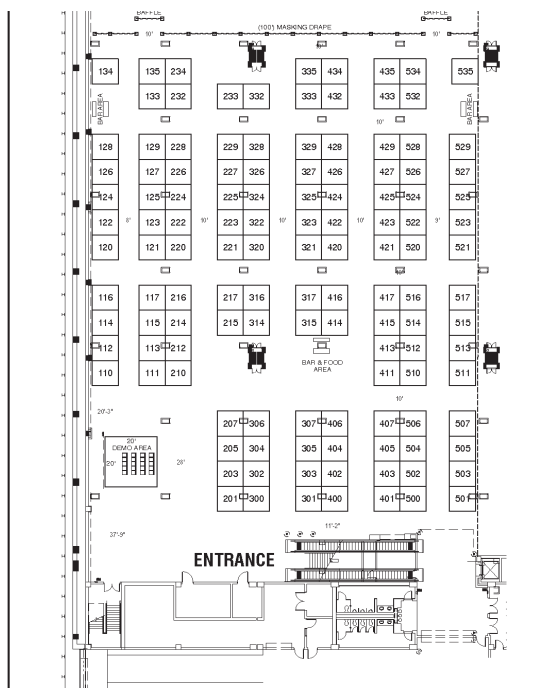 BAFFLE BAFFLE
(100') MASKING DRAPE
10' 10' 10'
134 135 234 335 434 435 534 535
133 232 233 332 333 432 433 532
BAR AREA BAR AREA
10'
128 129 228 229 328 329 428 429 528 529
126 127 226 227 326 327 426 427 526 527
124 125 224 225 324 325 424 425 524 525
122 8' 123 222 10' 223 322 10' 323 422 10' 423 522 9' 523
120 121 220 221 320 321 420 421 520 521
116 117 216 217 316 317 416 417 516 517
114 115 214 215 314 315 414 415 514 515
112 113 212 413 512 513
BAR & FOOD
AREA
110 111 210 411 510 511
10'
20'-3"
207 306 307 406 407 506 507
20'
DEMO AREA
205 304 305 404 405 504 505
20' 28'
203 302 303 402 403 502 503
201 300 301 400 401 500 501
11'-2"
37'-9"
ENTRANCE